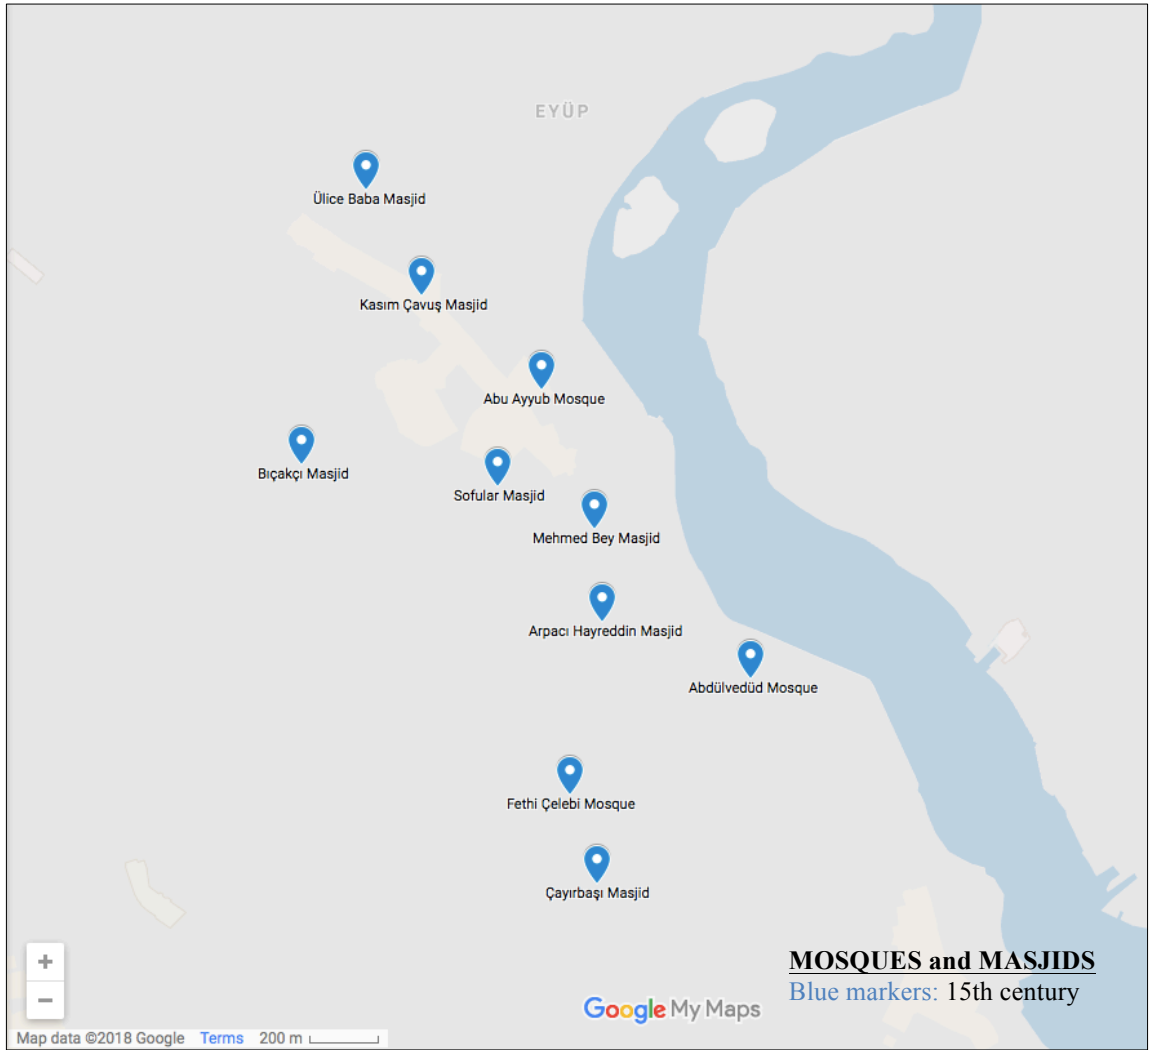 EYÜP
Ülice Baba Masjid
Kasım Çavuş Masjid
Abu Ayyub Mosque
Bıçakçı Masjid
Sofular Masjid
Mehmed Bey Masjid
Arpacı Hayreddin Masjid
Abdülvedüd Mosque
Fethi Çelebi Mosque
Çayırbaşı Masjid
MOSQUES and MASJIDS
Blue markers: 15th century
+
−
Google My Maps
Map data ©2018 Google Terms 200 m